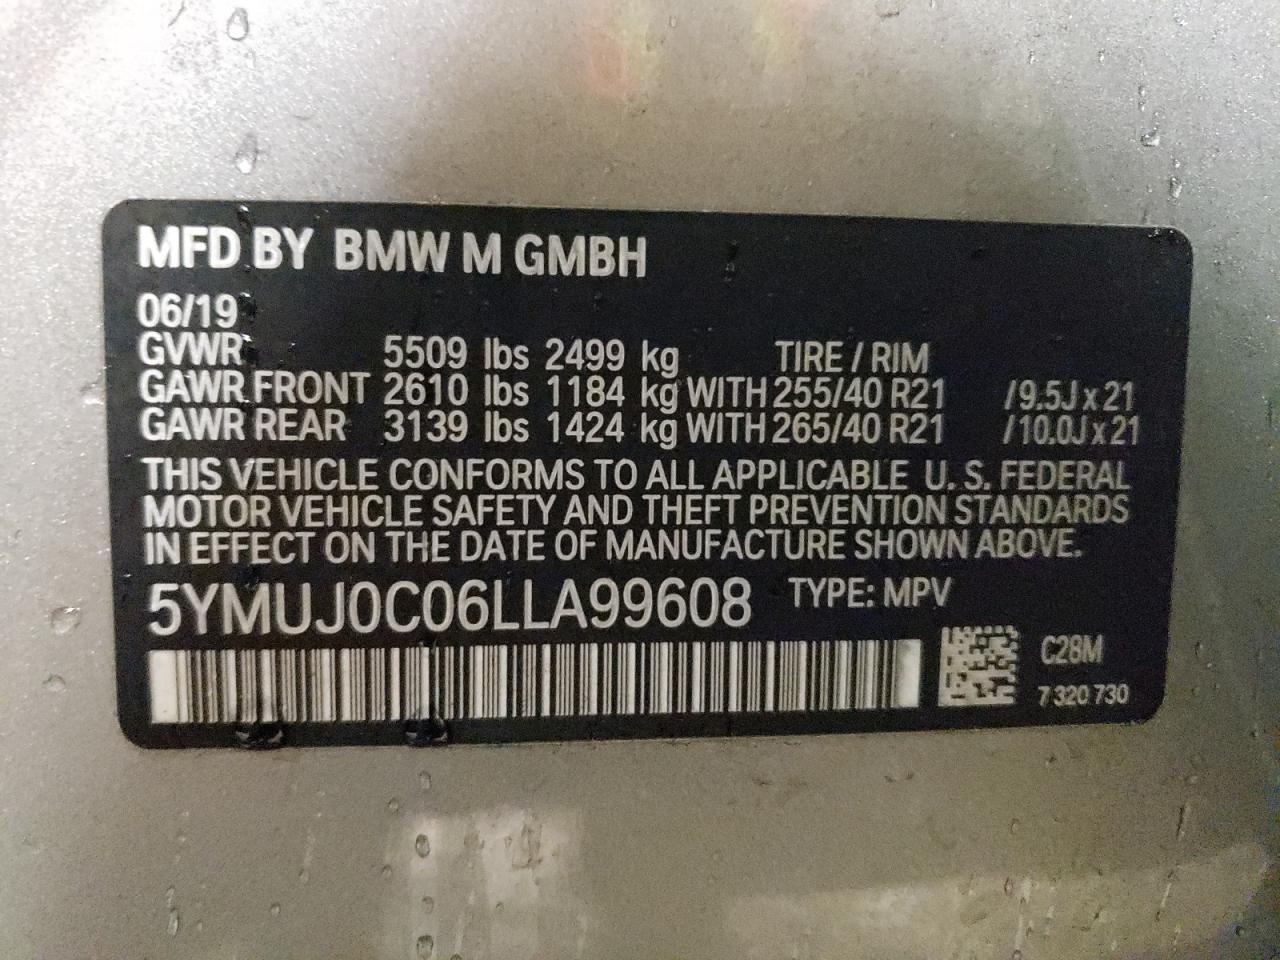 MFD BY BMW M GMBH
06/19
GVWR 5509 lbs 2499 kg TIRE / RIM
GAWR FRONT 2610 lbs 1184 kg WITH 255/40 R21 /9.5J x 21
GAWR REAR 3139 lbs 1424 kg WITH 265/40 R21 /10.0J x 21
THIS VEHICLE CONFORMS TO ALL APPLICABLE U. S. FEDERAL
MOTOR VEHICLE SAFETY AND THEFT PREVENTION STANDARDS
IN EFFECT ON THE DATE OF MANUFACTURE SHOWN ABOVE.
5YMUJ0C06LLA99608 TYPE: MPV
C28M
7 320 730